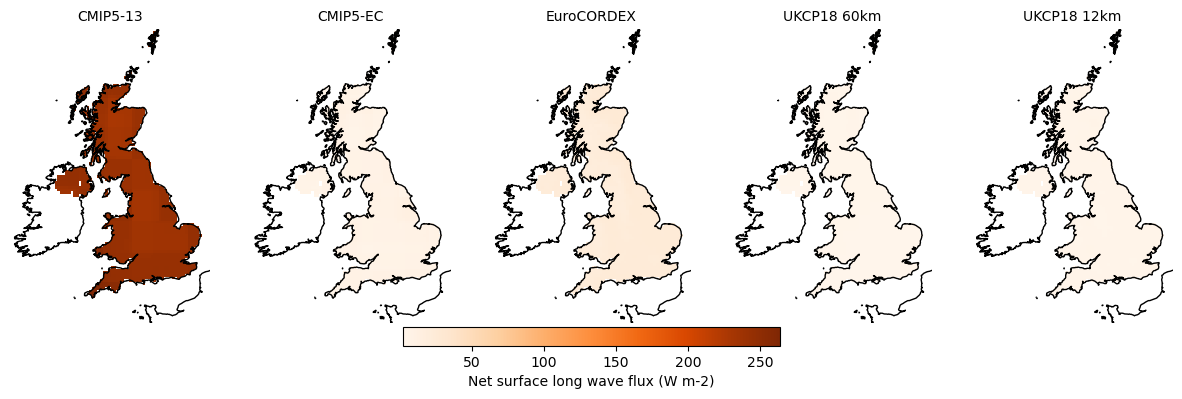 CMIP5-13 CMIP5-EC EuroCORDEX UKCP18 60km UKCP18 12km
50 100 150 200 250
Net surface long wave flux (W m-2)